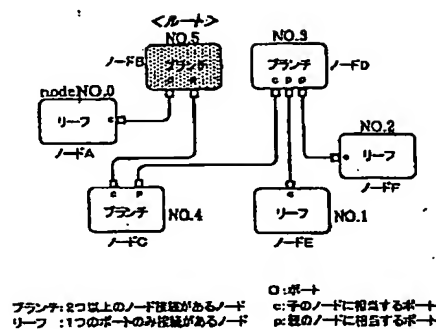 <ルート>
NO.5
ノードB
ブランチ
NO.3
ブランチ
ノードD
c p p
nodeNO.0
リーフ
c
ノードA
NO.2
c リーフ
ノードF
c p
ブランチ
NO.4
ノードC
c
リーフ
NO.1
ノードE
O:ポート
ブランチ:2つ以上のノード接続があるノード
c:子のノードに相当するポート
リーフ :1つのポートのみ接続があるノード
p:親のノードに相当するポート